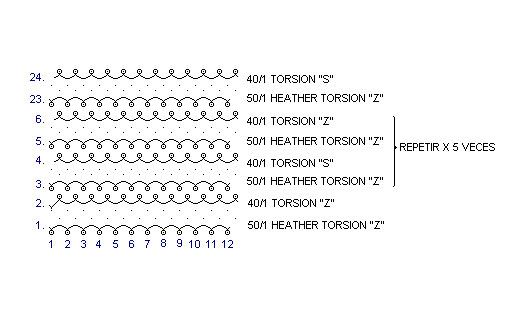 24. 40/1 TORSION "S"
23. 50/1 HEATHER TORSION "Z"
6. 40/1 TORSION "Z"
5. 50/1 HEATHER TORSION "Z"
REPETIR X 5 VECES
4. 40/1 TORSION "S"
3. 50/1 HEATHER TORSION "Z"
2. 40/1 TORSION "Z"
1. 50/1 HEATHER TORSION "Z"
1 2 3 4 5 6 7 8 9 10 11 12